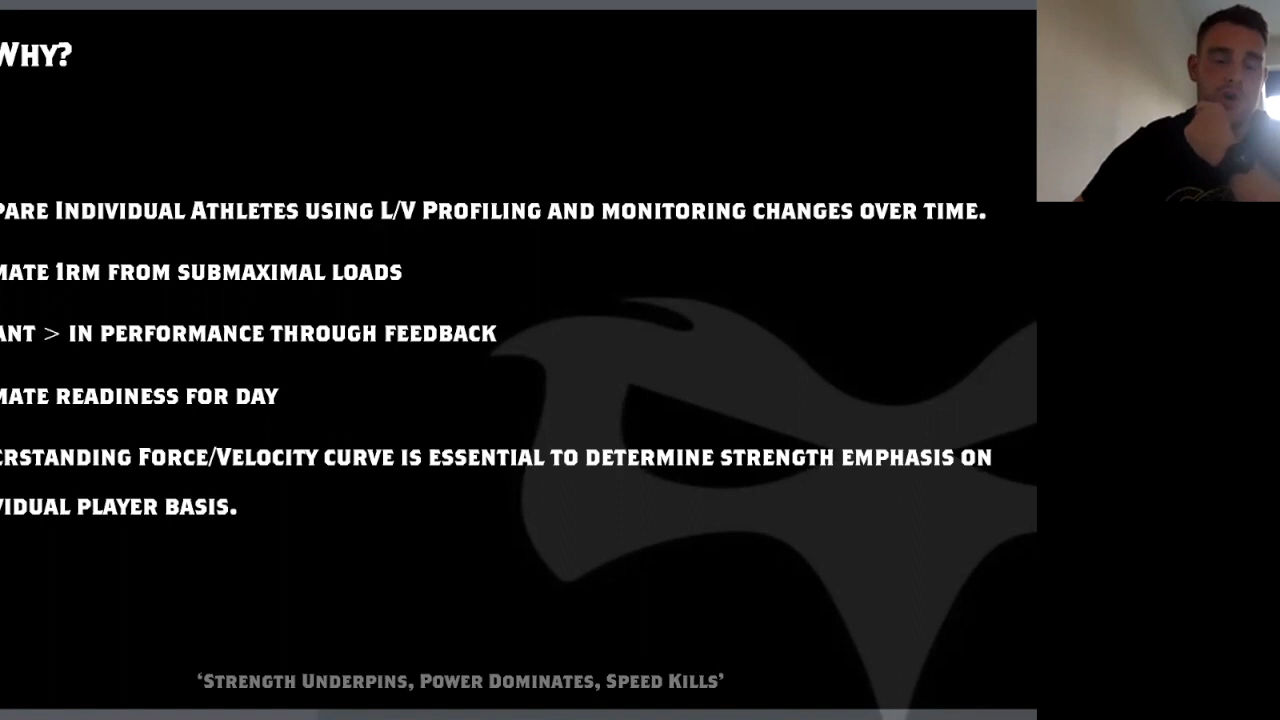 WHY?
PARE INDIVIDUAL ATHLETES USING L/V PROFILING AND MONITORING CHANGES OVER TIME.
MATE 1RM FROM SUBMAXIMAL LOADS
ANT > IN PERFORMANCE THROUGH FEEDBACK
MATE READINESS FOR DAY
ERSTANDING FORCE/VELOCITY CURVE IS ESSENTIAL TO DETERMINE STRENGTH EMPHASIS ON
VIDUAL PLAYER BASIS.
‘STRENGTH UNDERPINS, POWER DOMINATES, SPEED KILLS’